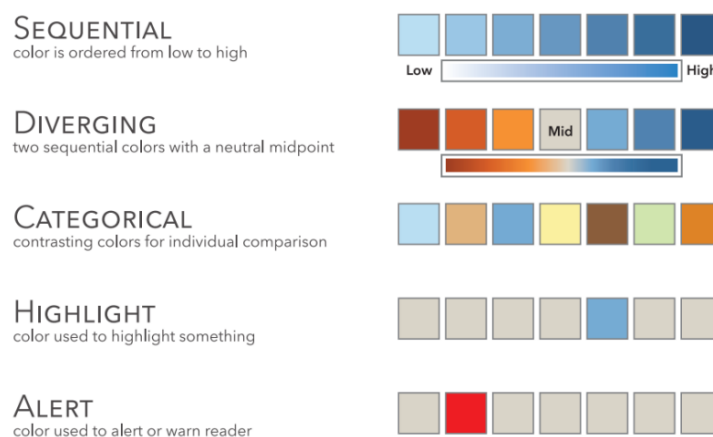 SEQUENTIAL
color is ordered from low to high
Low High
DIVERGING
two sequential colors with a neutral midpoint
Mid
CATEGORICAL
contrasting colors for individual comparison
HIGHLIGHT
color used to highlight something
ALERT
color used to alert or warn reader